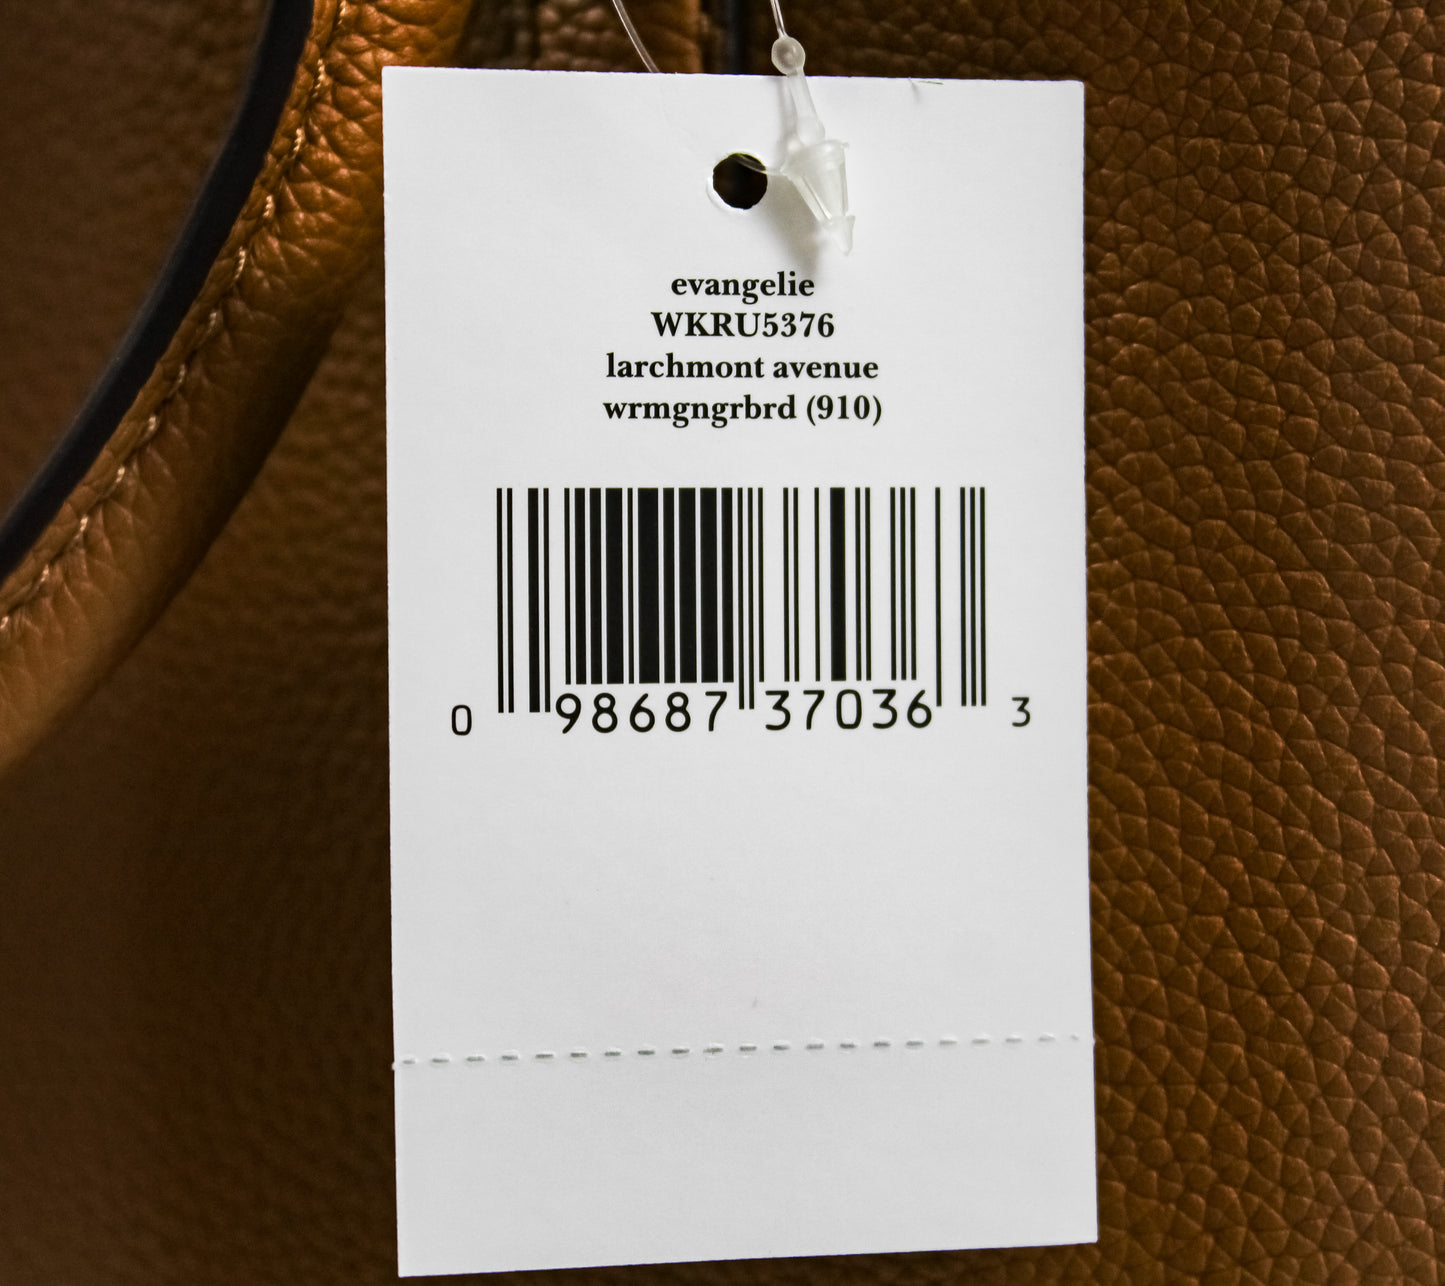 evangelie
WKRU5376
larchmont avenue
wrmgngrbrd (910)
0 98687 37036 3